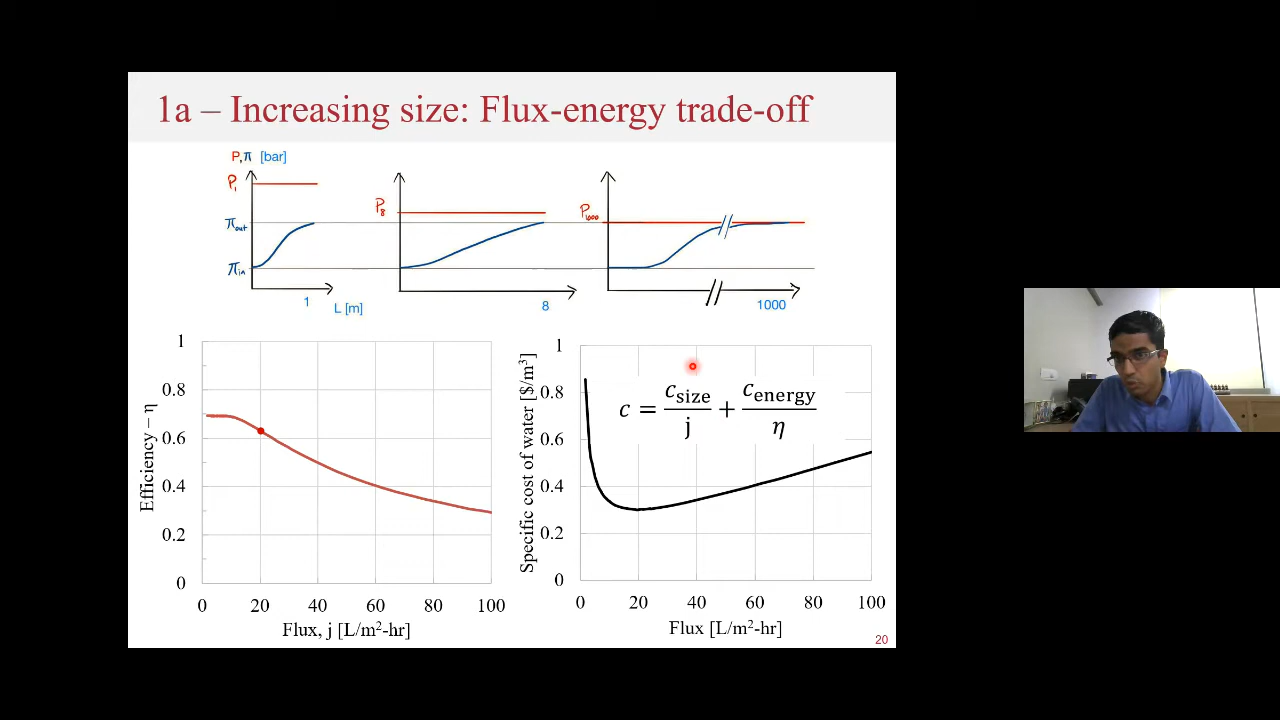 1a – Increasing size: Flux-energy trade-off
P,π [bar]
P₁
πout
πin
1
L [m]
P₈
8
P₁₀₀₀
1000
Efficiency – η
1
0.8
0.6
0.4
0.2
0
0 20 40 60 80 100
Flux, j [L/m²-hr]
Specific cost of water [$/m³]
1
0.8
0.6
0.4
0.2
0
c = c_size/j + c_energy/η
0 20 40 60 80 100
Flux [L/m²-hr]
20